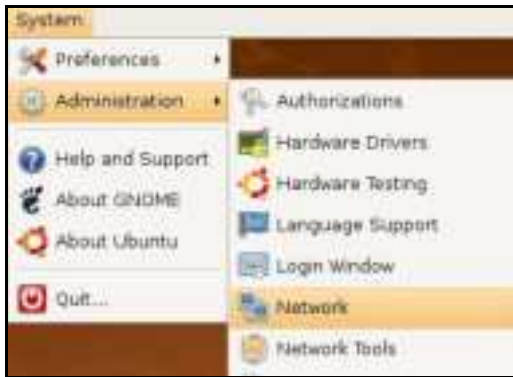 System
Preferences
Administration
Help and Support
About GNOME
About Ubuntu
Quit...
Authorizations
Hardware Drivers
Hardware Testing
Language Support
Login Window
Network
Network Tools